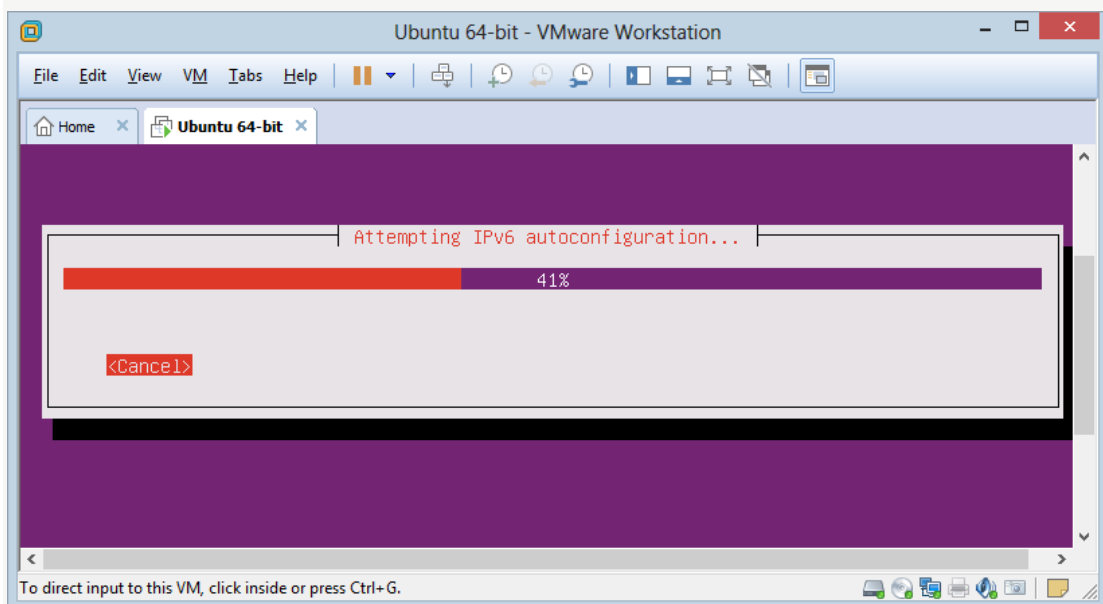 Ubuntu 64-bit - VMware Workstation
File Edit View VM Tabs Help
Home Ubuntu 64-bit
Attempting IPv6 autoconfiguration...
41%
<Cancel>
To direct input to this VM, click inside or press Ctrl+G.